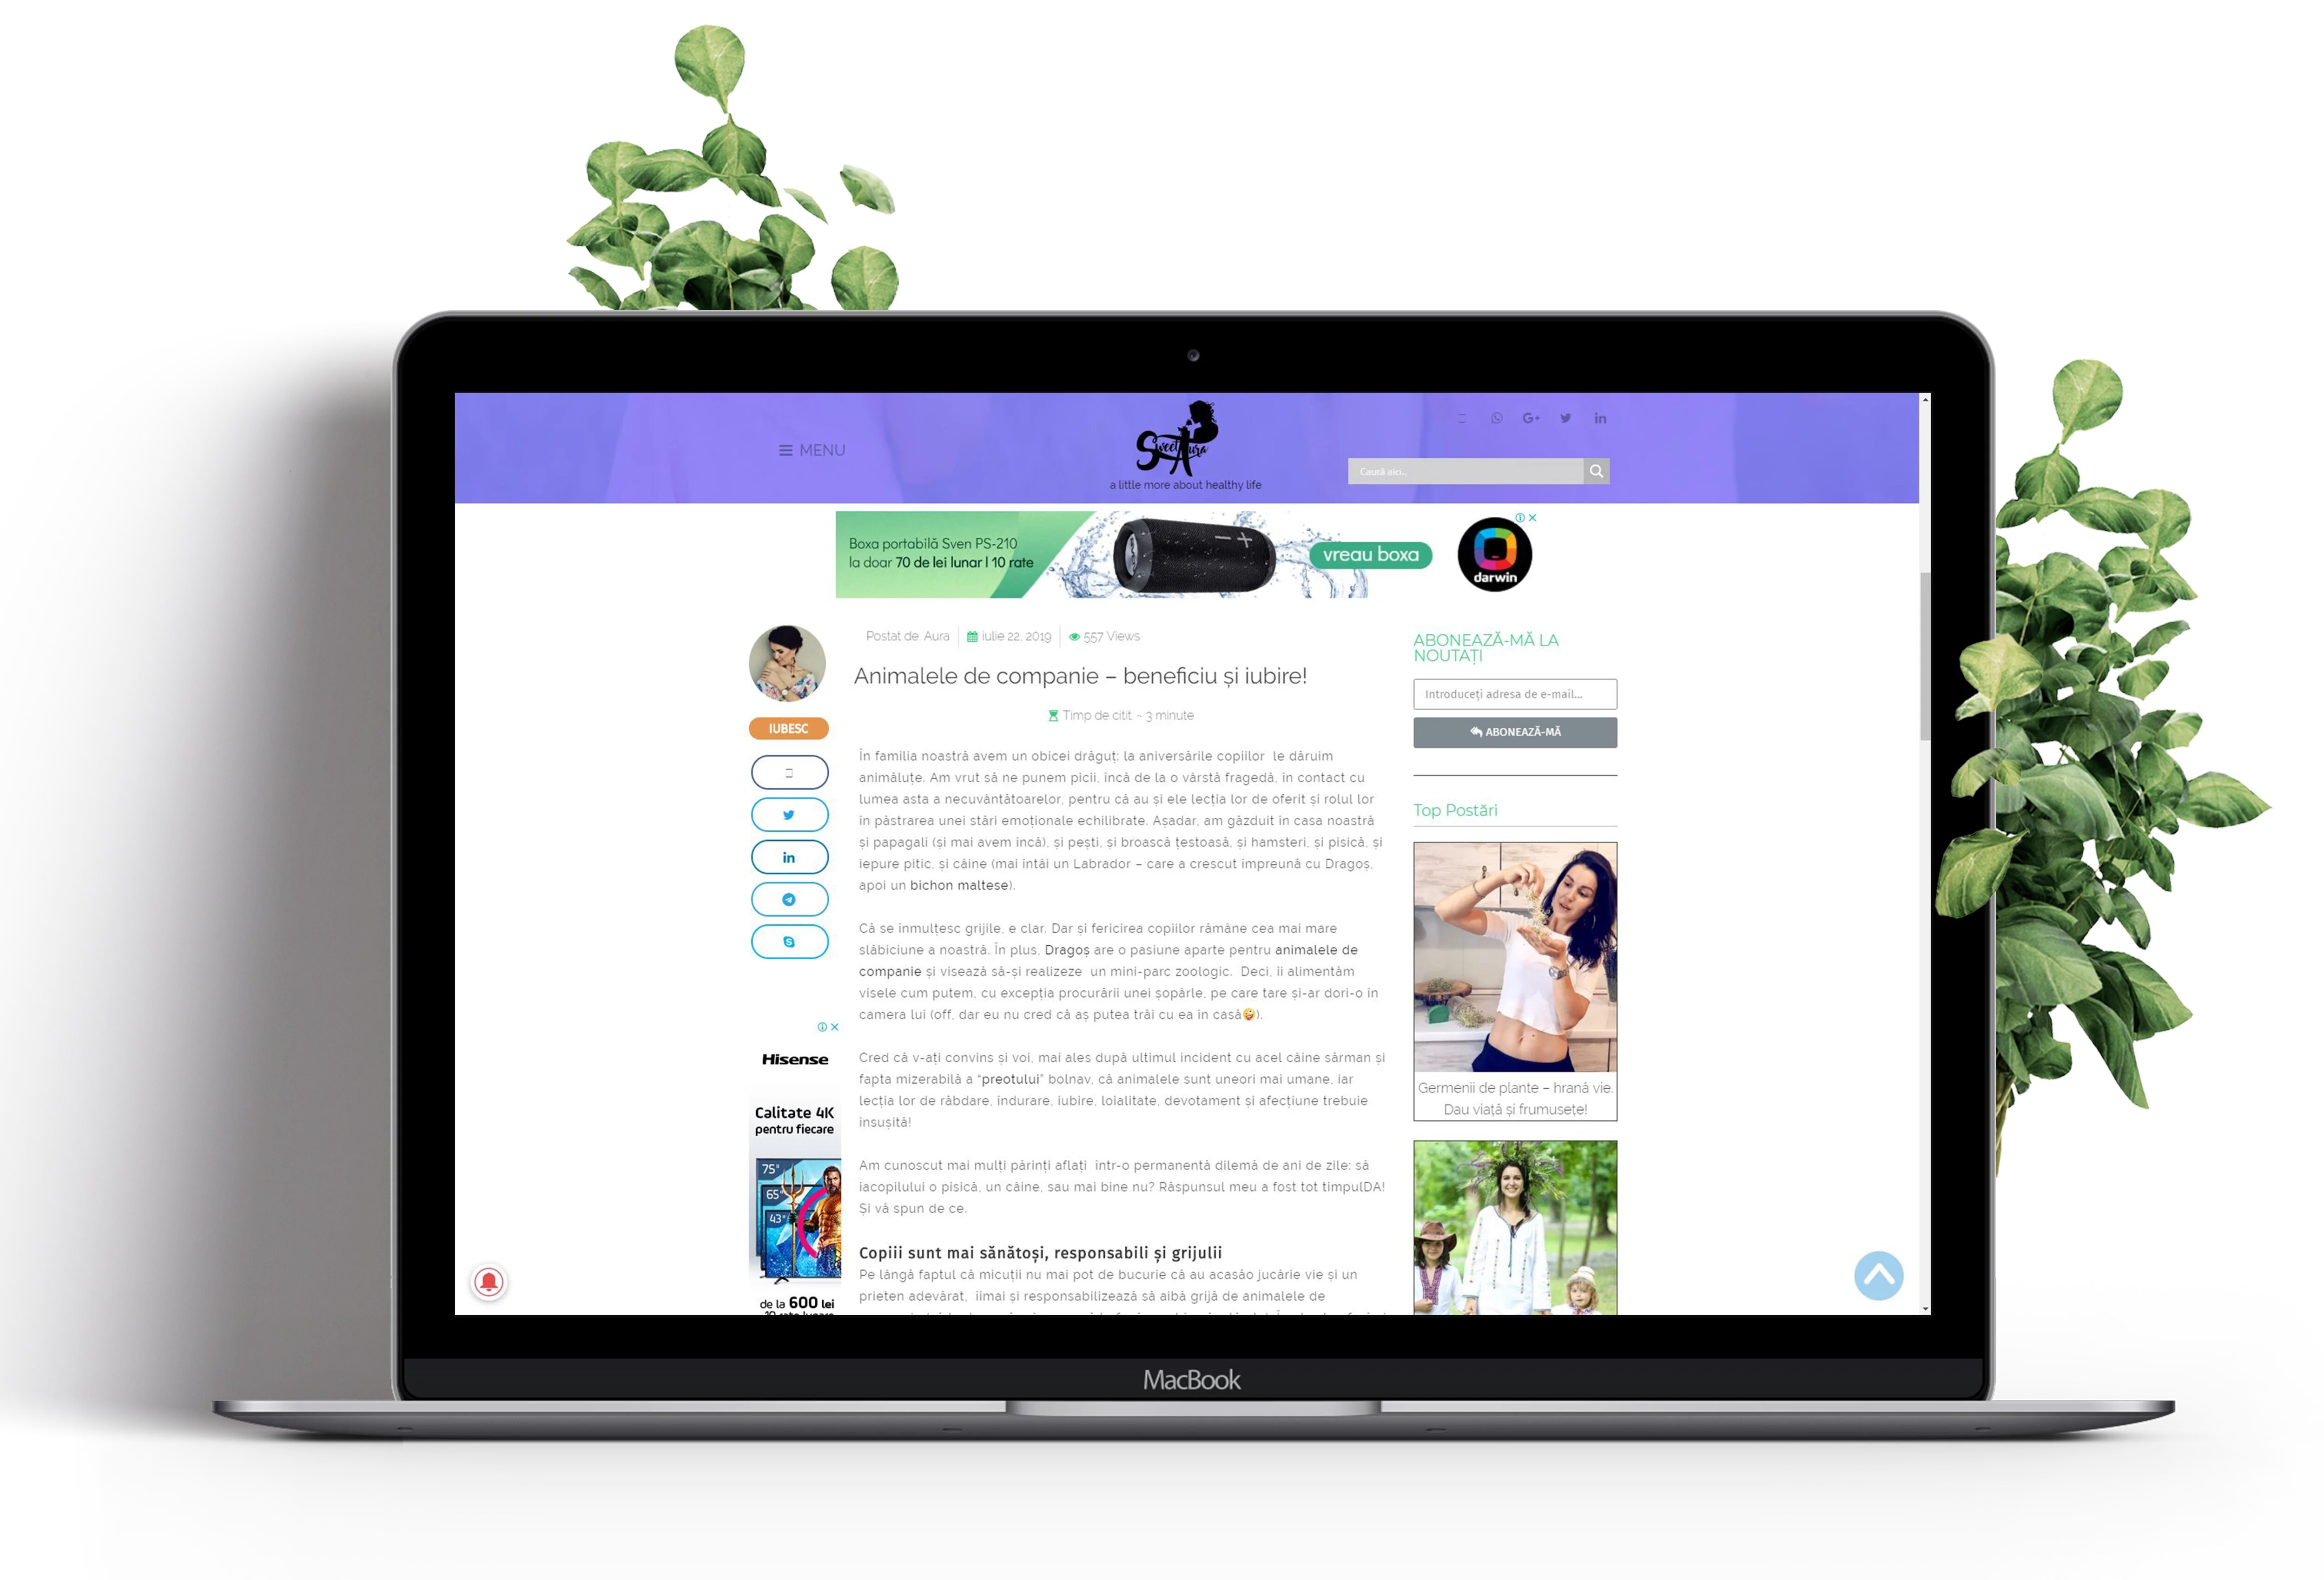 MENU
Sweet Aura
a little more about healthy life
Caută aici..
Boxa portabilă Sven PS-210
la doar 70 de lei lunar | 10 rate
vreau boxa
darwin
Postat de: Aura
iulie 22, 2019
557 Views
Animalele de companie – beneficiu și iubire!
Timp de citit ~ 3 minute
IUBESC
În familia noastră avem un obicei drăguț: la aniversările copiilor le dăruim
animăluțe. Am vrut să ne punem picii, încă de la o vârstă fragedă, în contact cu
lumea asta a necuvântătoarelor, pentru că au și ele lecția lor de oferit și rolul lor
în păstrarea unei stări emoționale echilibrate. Așadar, am găzduit în casa noastră
și papagali (și mai avem încă), și pești, și broască țestoasă, și hamsteri, și pisică, și
iepure pitic, și câine (mai întâi un Labrador – care a crescut împreună cu Dragoș,
apoi un bichon maltese).
Că se înmulțesc grijile, e clar. Dar și fericirea copiilor rămâne cea mai mare
slăbiciune a noastră. În plus, Dragoș are o pasiune aparte pentru animalele de
companie și visează să-și realizeze un mini-parc zoologic. Deci, îi alimentăm
visele cum putem, cu excepția procurării unei șopârle, pe care tare și-ar dori-o în
camera lui (off, dar eu nu cred că aș putea trăi cu ea în casă🤪).
Cred că v-ați convins și voi, mai ales după ultimul incident cu acel câine sărman și
fapta mizerabilă a “preotului” bolnav, că animalele sunt uneori mai umane, iar
lecția lor de răbdare, îndurare, iubire, loialitate, devotament și afecțiune trebuie
însușită!
Am cunoscut mai mulți părinți aflați într-o permanentă dilemă de ani de zile: să
iacopilului o pisică, un câine, sau mai bine nu? Răspunsul meu a fost tot timpulDA!
Și vă spun de ce.
Copiii sunt mai sănătoși, responsabili și grijulii
Pe lângă faptul că micuții nu mai pot de bucurie că au acasăo jucărie vie și un
prieten adevărat, iimai și responsabilizează să aibă grijă de animalele de
Hisense
Calitate 4K
pentru fiecare
75"
65"
43"
de la 600 lei
ABONEAZĂ-MĂ LA
NOUTĂȚI
Introduceți adresa de e-mail...
ABONEAZĂ-MĂ
Top Postări
Germenii de plante – hrană vie.
Dau viață și frumusețe!
MacBook